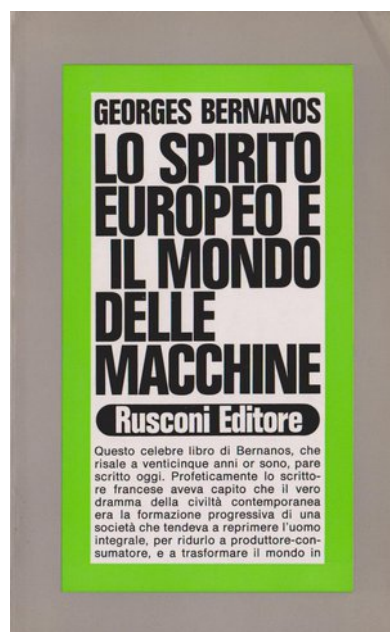 GEORGES BERNANOS
LO SPIRITO
EUROPEO E
IL MONDO
DELLE
MACCHINE
Rusconi Editore
Questo celebre libro di Bernanos, che
risale a venticinque anni or sono, pare
scritto oggi. Profeticamente lo scritto-
re francese aveva capito che il vero
dramma della civiltà contemporanea
era la formazione progressiva di una
società che tendeva a reprimere l'uomo
integrale, per ridurlo a produttore-con-
sumatore, e a trasformare il mondo in